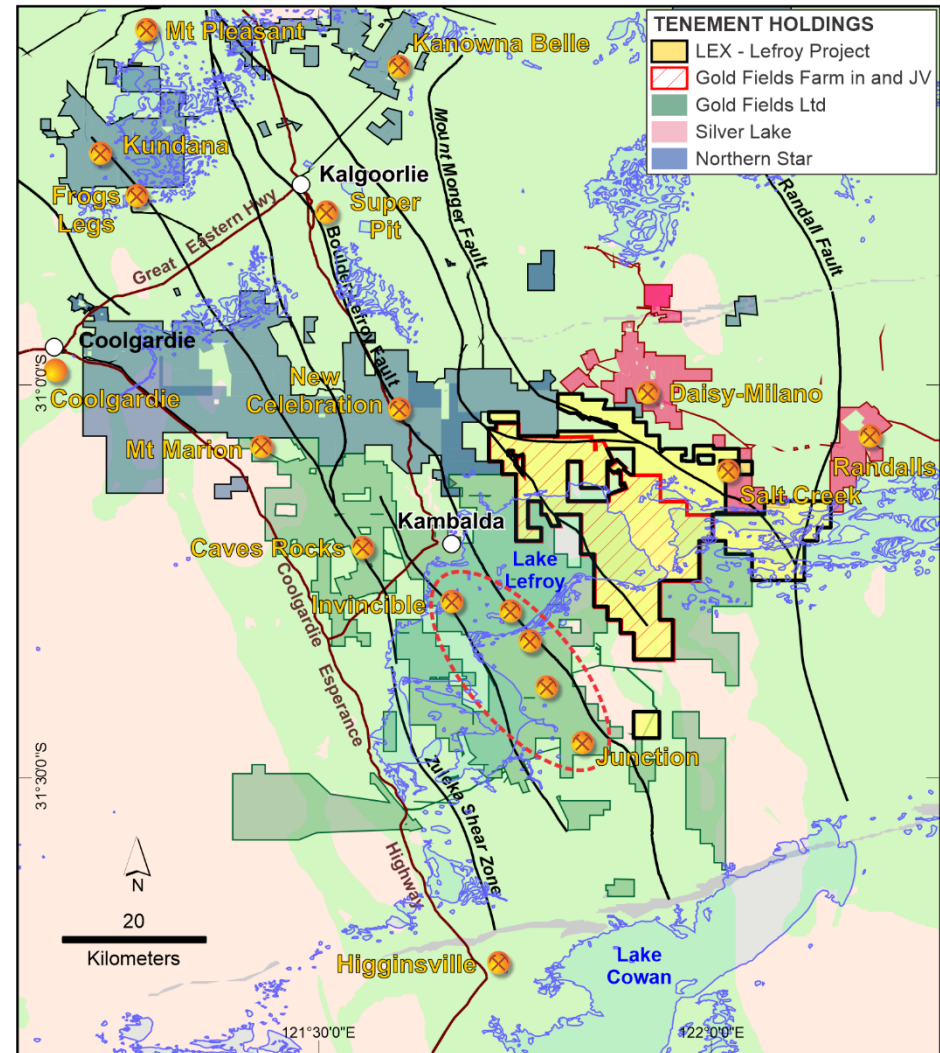 TENEMENT HOLDINGS
LEX - Lefroy Project
Gold Fields Farm in and JV
Gold Fields Ltd
Silver Lake
Northern Star
Mt Pleasant
Kanowna Belle
Mount Monger Fault
Kundana
Kalgoorlie
Randall Fault
Frogs
Legs
Super
Pit
Great Eastern Hwy
Boulder-Lefroy Fault
Coolgardie
Coolgardie
31°0'0"S
New
Celebration
Daisy-Milano
Mt Marion
Randalls
Salt Creek
Kambalda
Caves Rocks
Lake
Lefroy
Invincible
Coolgardie Esperance Highway
Junction
31°30'0"S
Zuleka Shear Zone
N
20
Kilometers
Higginsville
Lake
Cowan
121°30'0"E
122°0'0"E